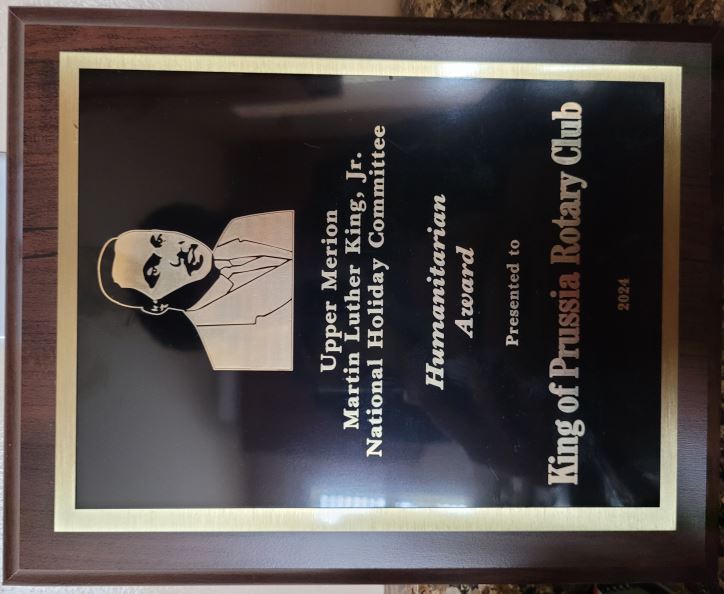 Upper Merion
Martin Luther King, Jr.
National Holiday Committee
Humanitarian
Award
Presented to
King of Prussia Rotary Club
2024